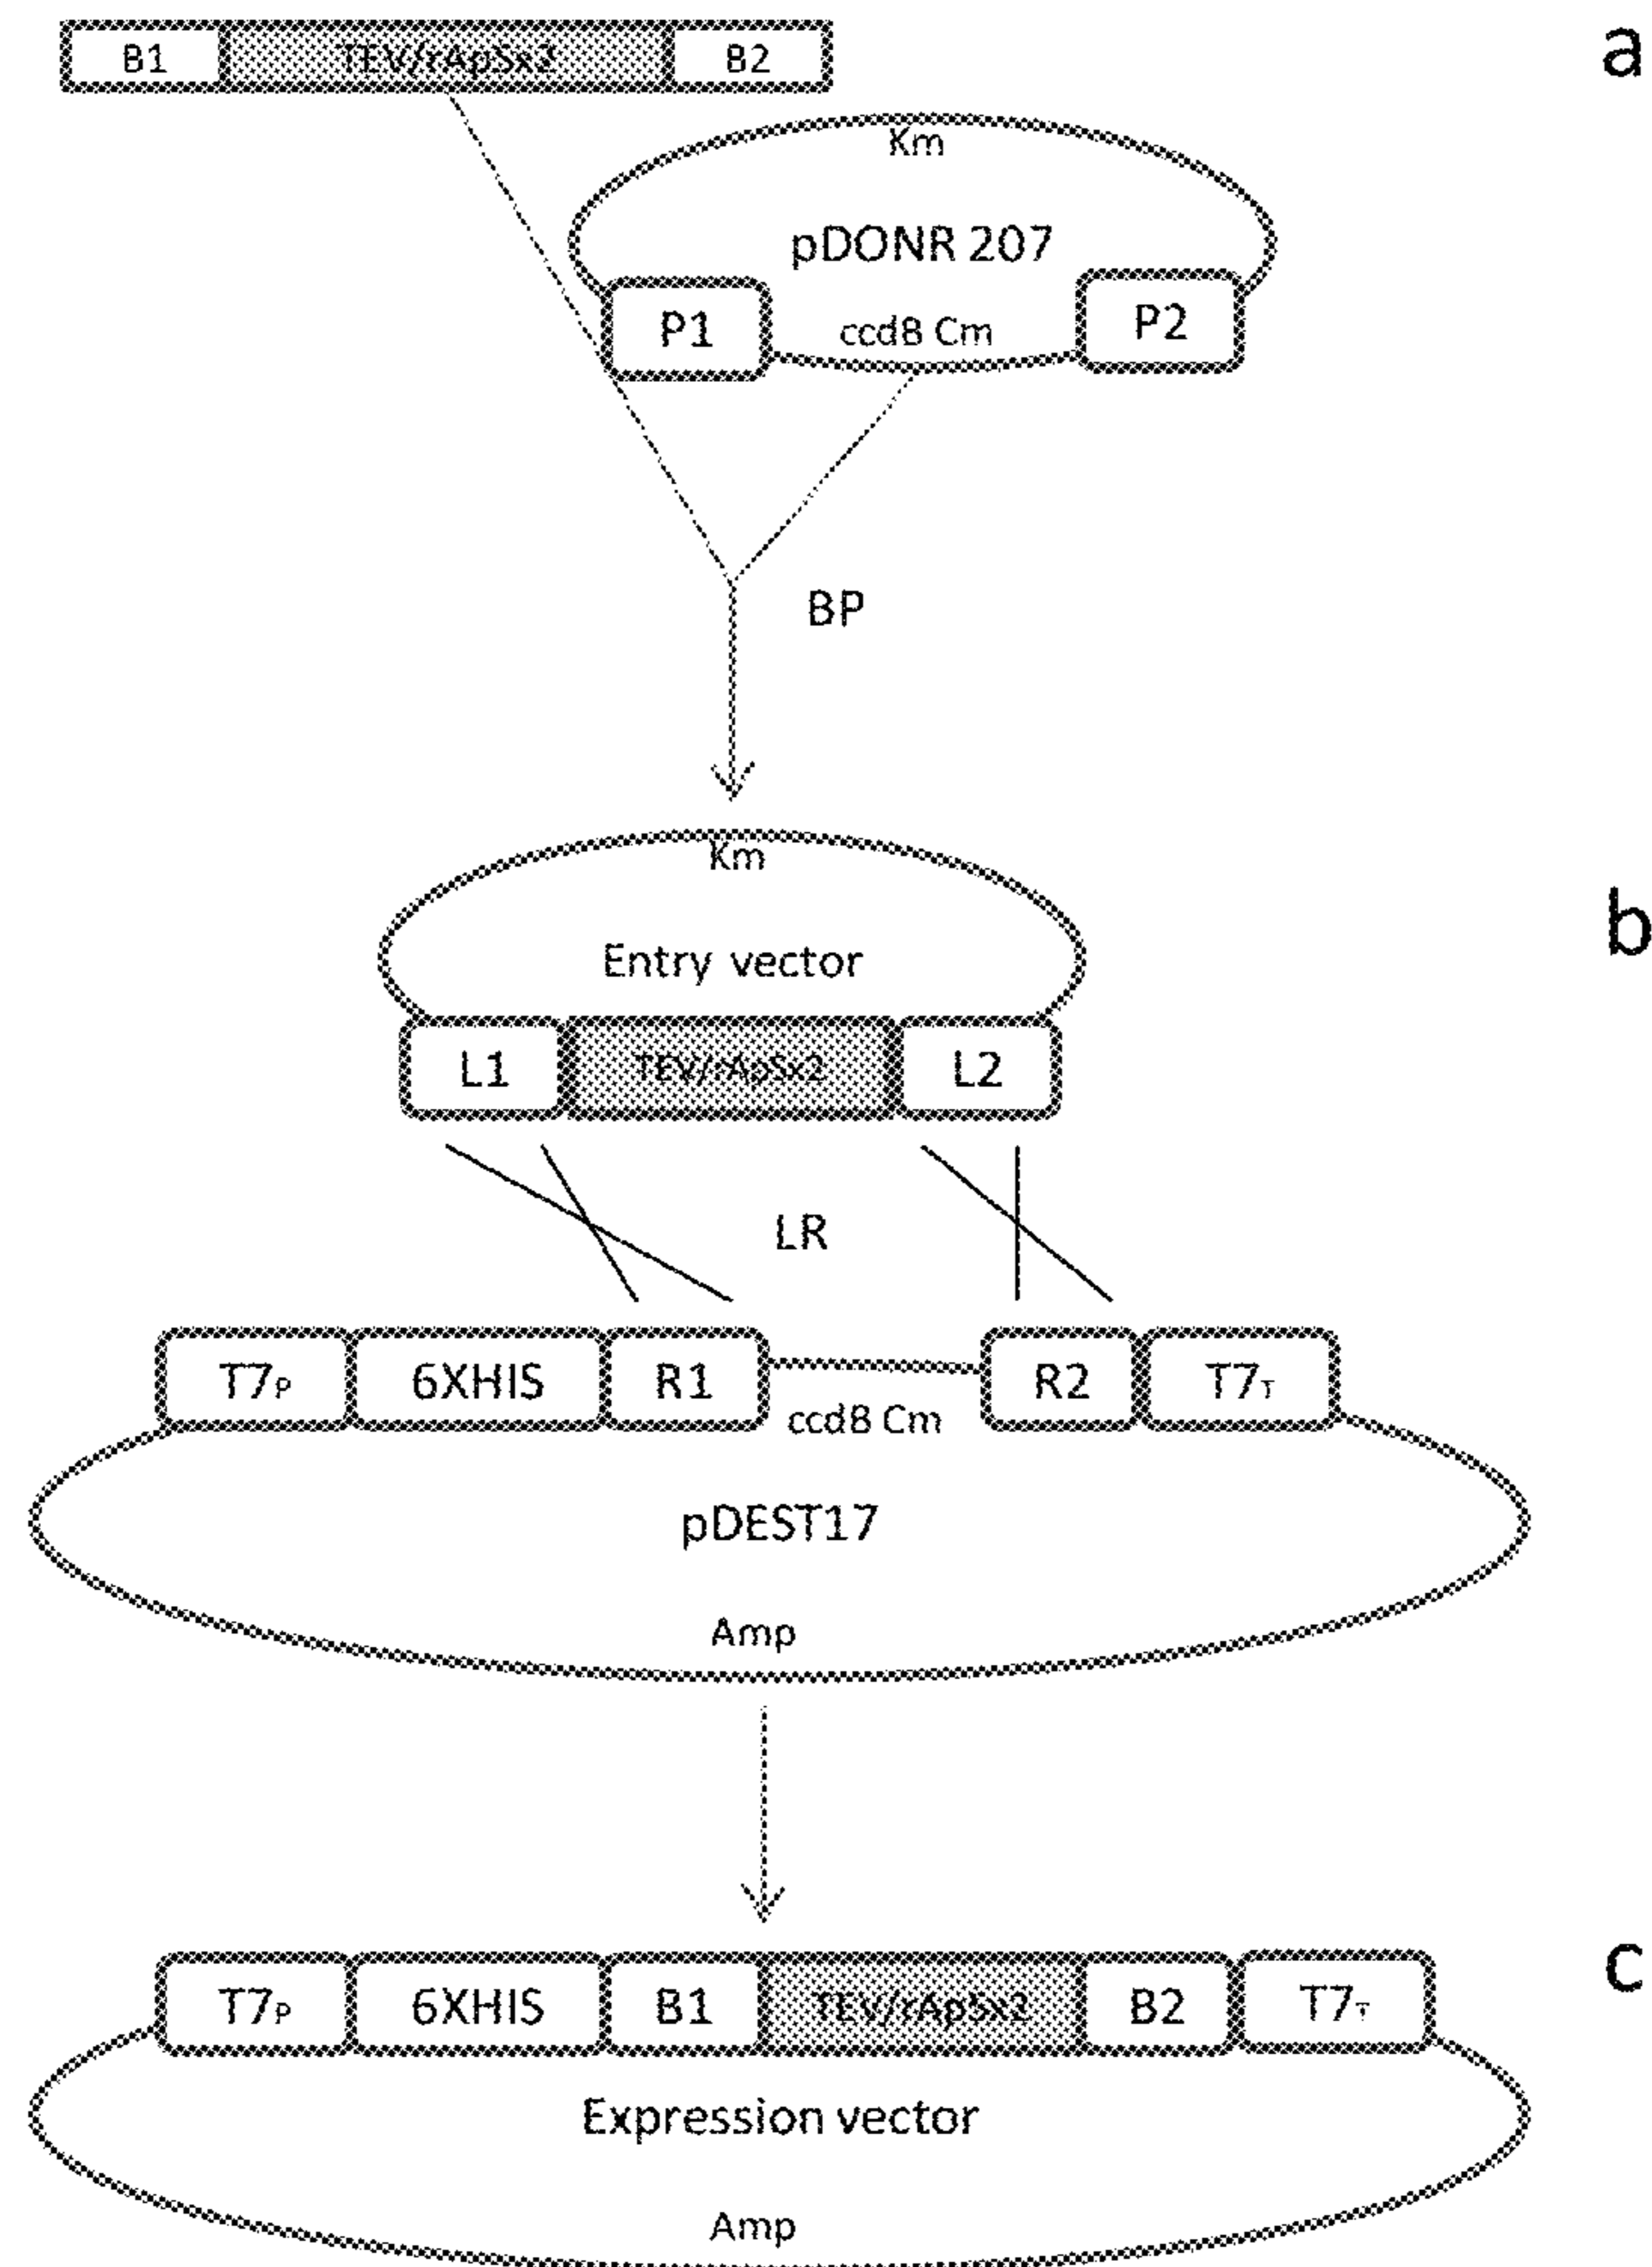 a
B1 TEV/rApSx2 B2
Km
pDONR 207
P1 ccdB Cm P2
BP
b
Km
Entry vector
L1 TEV/rApSx2 L2
LR
T7P 6XHIS R1 R2 T7T
ccdB Cm
pDEST17
Amp
c
T7P 6XHIS B1 TEV/rApSx2 B2 T7T
Expression vector
Amp